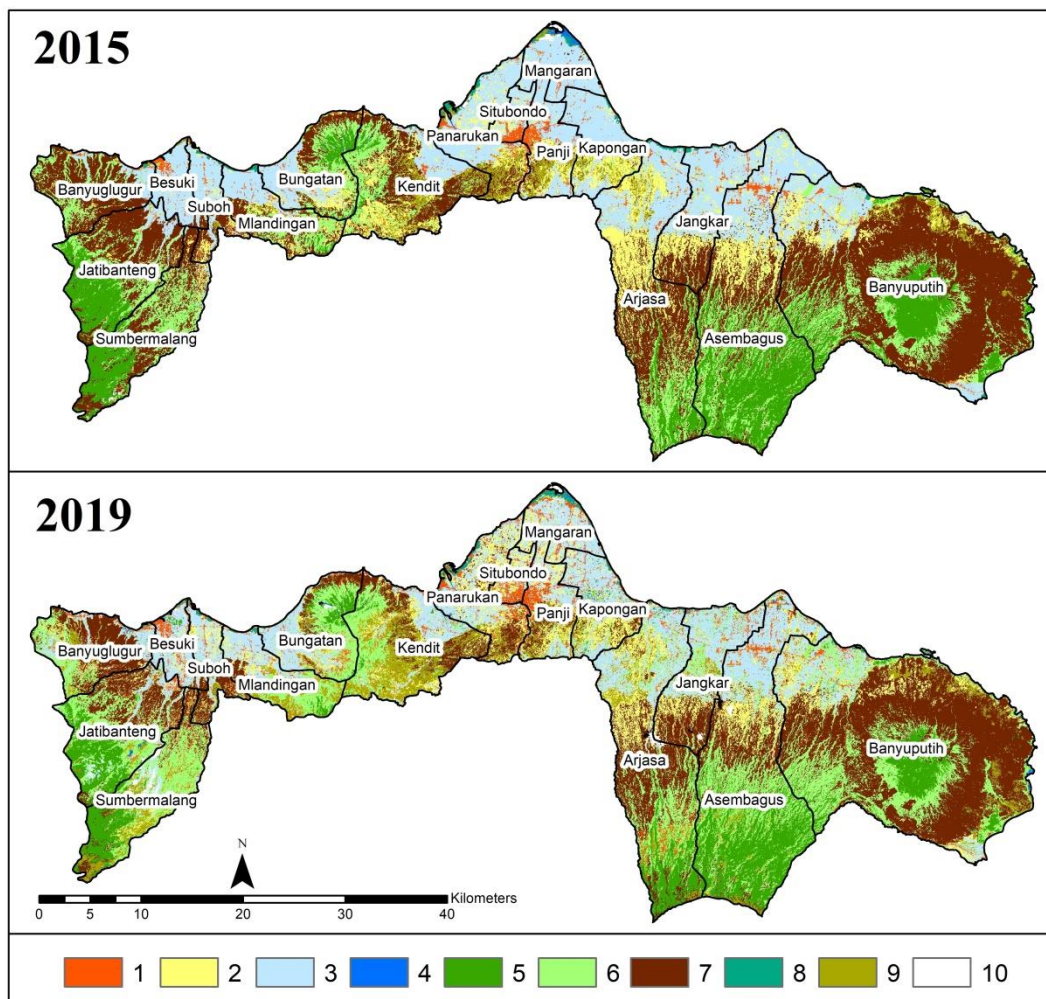 2015
Mangaran
Situbondo
Panarukan
Panji
Kapongan
Besuki
Banyuglugur
Bungatan
Kendit
Suboh
Mlandingan
Jangkar
Jatibanteng
Banyuputih
Arjasa
Sumbermalang
Asembagus
2019
Mangaran
Situbondo
Panarukan
Panji
Kapongan
Besuki
Banyuglugur
Bungatan
Kendit
Suboh
Mlandingan
Jangkar
Jatibanteng
Banyuputih
Arjasa
Sumbermalang
Asembagus
N
Kilometers
0 5 10 20 30 40
1 2 3 4 5 6 7 8 9 10